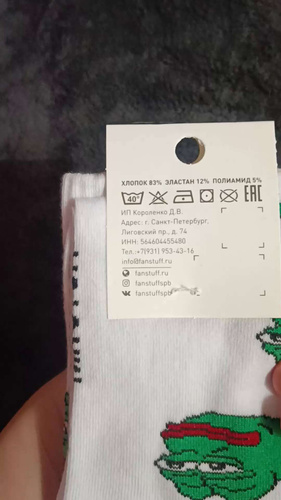 ХЛОПОК 83% ЭЛАСТАН 12% ПОЛИАМИД 5%
40° EAC
ИП Короленко Д.В.
Адрес: г. Санкт-Петербург,
Лиговский пр., д. 74
ИНН: 564604455480
Тел.:+7(931) 953-43-16
info@fanstuff.ru
fanstuff.ru
fanstuffspb
fanstuffspb